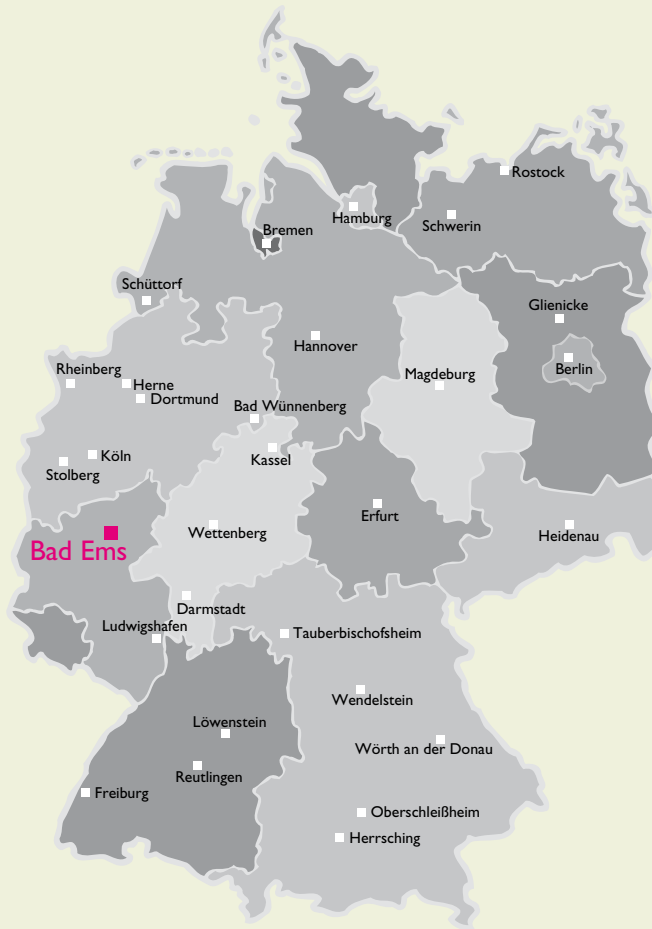 Rostock
Hamburg
Schwerin
Bremen
Schüttorf
Glienicke
Hannover
Rheinberg
Berlin
Magdeburg
Herne
Dortmund
Bad Wünnenberg
Köln
Kassel
Stolberg
Erfurt
Wettenberg
Heidenau
Bad Ems
Darmstadt
Ludwigshafen
Tauberbischofsheim
Wendelstein
Löwenstein
Wörth an der Donau
Reutlingen
Freiburg
Oberschleißheim
Herrsching